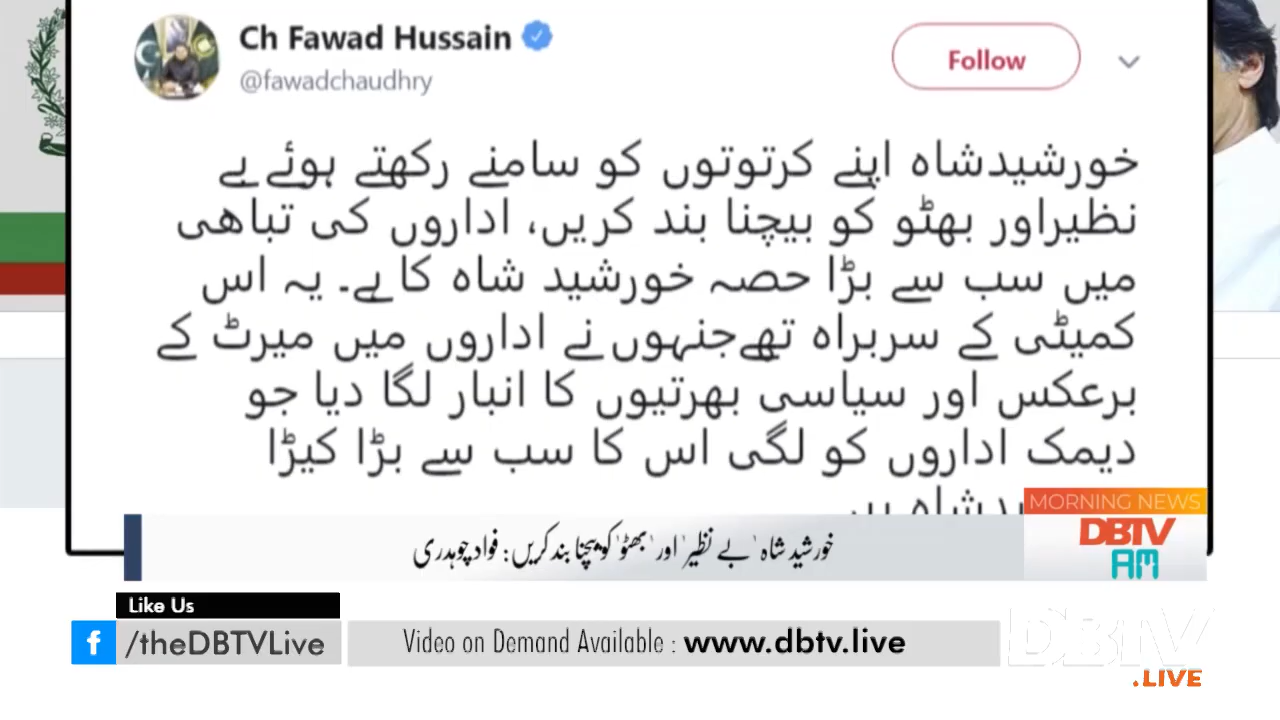 Ch Fawad Hussain
@fawadchaudhry
Follow
خورشیدشاہ اپنے کرتوتوں کو سامنے رکھتے ہوئے بے
نظیراور بھٹو کو بیچنا بند کریں، اداروں کی تباھی
میں سب سے بڑا حصہ خورشید شاہ کا ہے۔ یہ اس
کمیٹی کے سربراہ تھےجنہوں نے اداروں میں میرٹ کے
برعکس اور سیاسی بھرتیوں کا انبار لگا دیا جو
دیمک اداروں کو لگی اس کا سب سے بڑا کیڑا
MORNING NEWS
DBTV
AM
خورشید شاہ 'بے نظیر' اور 'بھٹو' کو بیچنا بند کریں: فواد چوہدری
Like Us
f /theDBTVLive
Video on Demand Available : www.dbtv.live
DBTV
.LIVE